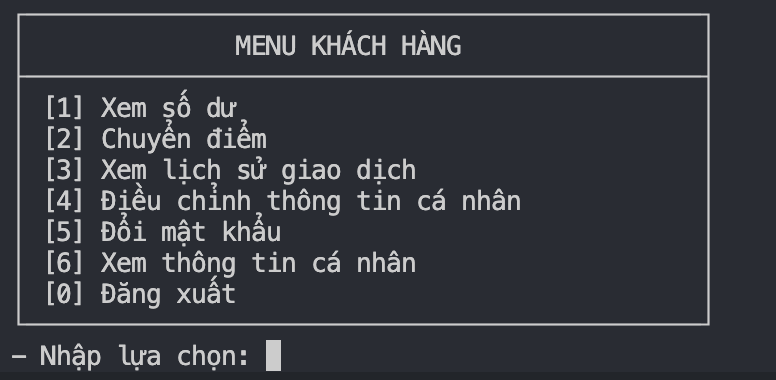 MENU KHÁCH HÀNG
[1] Xem số dư
[2] Chuyển điểm
[3] Xem lịch sử giao dịch
[4] Điều chỉnh thông tin cá nhân
[5] Đổi mật khẩu
[6] Xem thông tin cá nhân
[0] Đăng xuất
– Nhập lựa chọn: